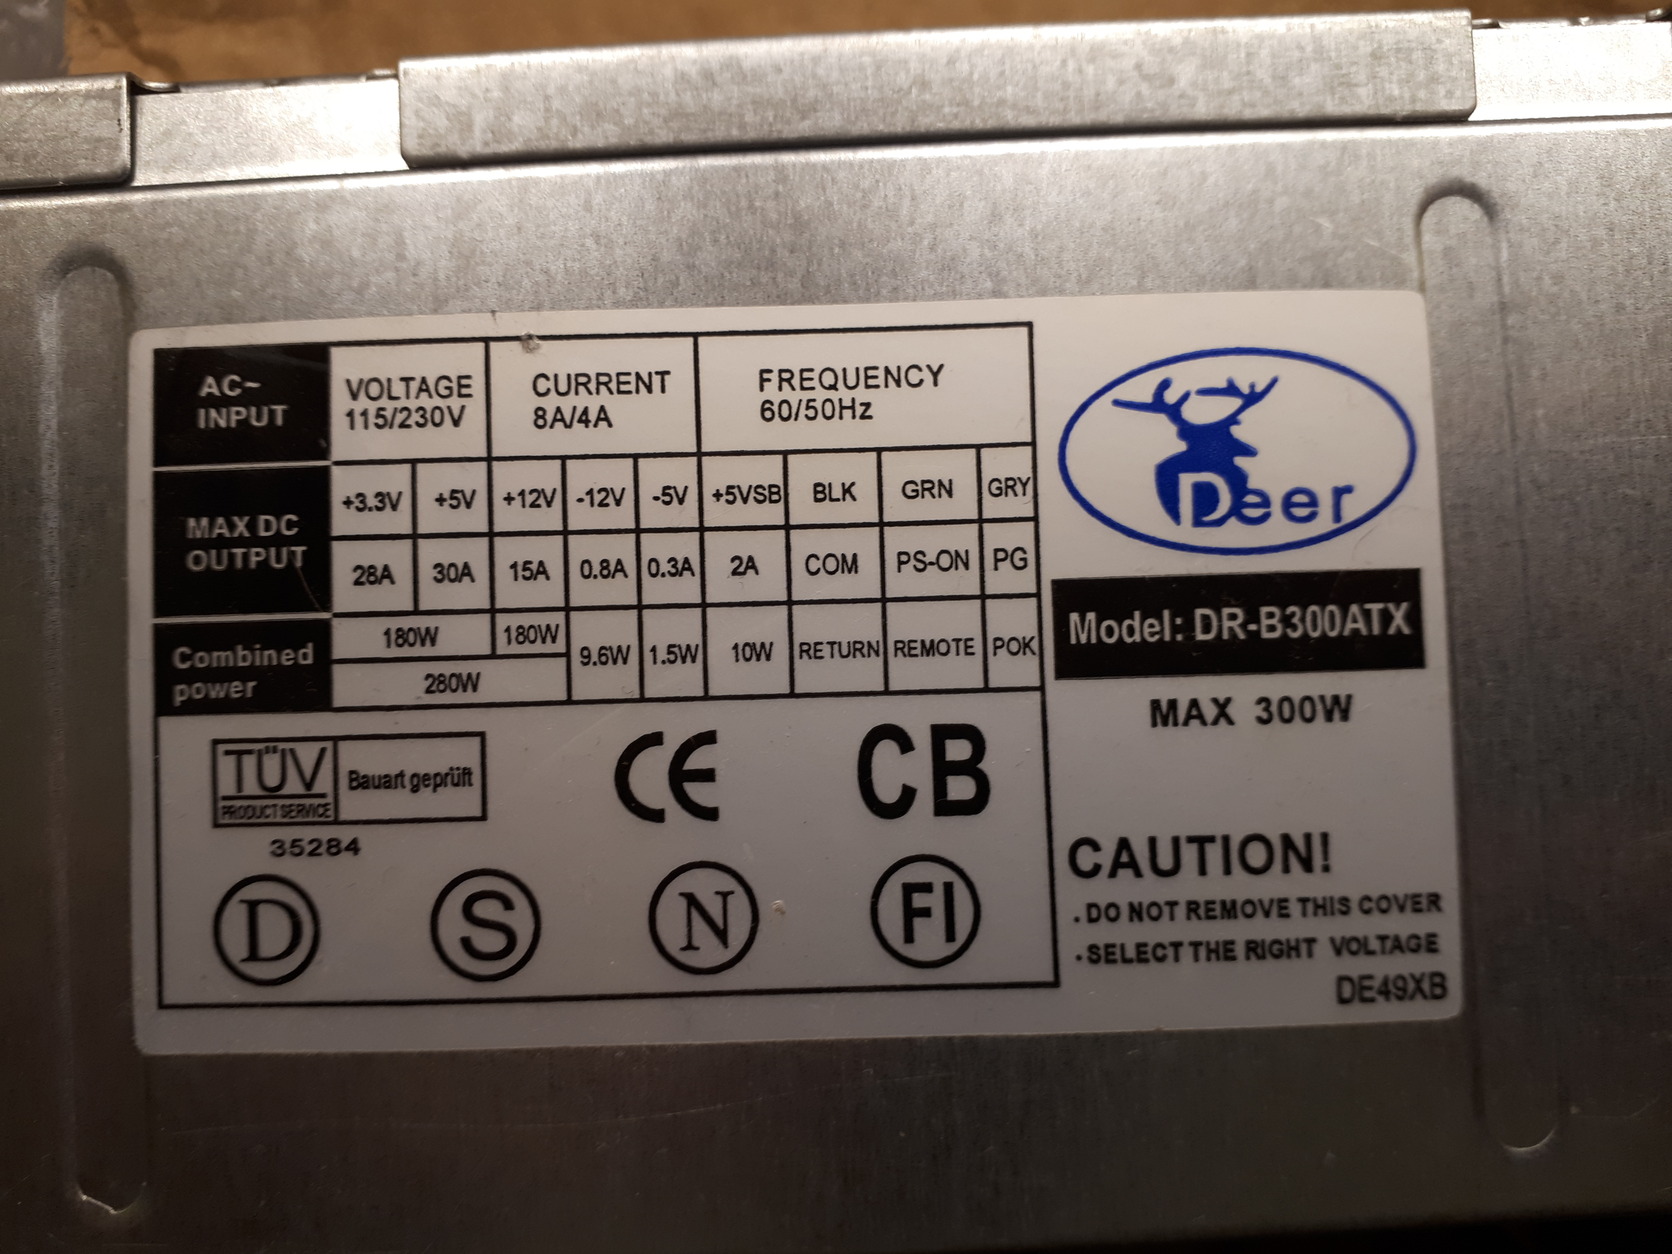 AC~
INPUT
VOLTAGE
115/230V
CURRENT
8A/4A
FREQUENCY
60/50Hz
MAX DC
OUTPUT
+3.3V +5V +12V -12V -5V +5VSB BLK GRN GRY
28A 30A 15A 0.8A 0.3A 2A COM PS-ON PG
Combined
power
180W 180W 9.6W 1.5W 10W RETURN REMOTE POK
280W
TÜV
PRODUCT SERVICE
Bauart geprüft
35284
CE
CB
D S N FI
Deer
Model: DR-B300ATX
MAX 300W
CAUTION!
.DO NOT REMOVE THIS COVER
.SELECT THE RIGHT VOLTAGE
DE49XB